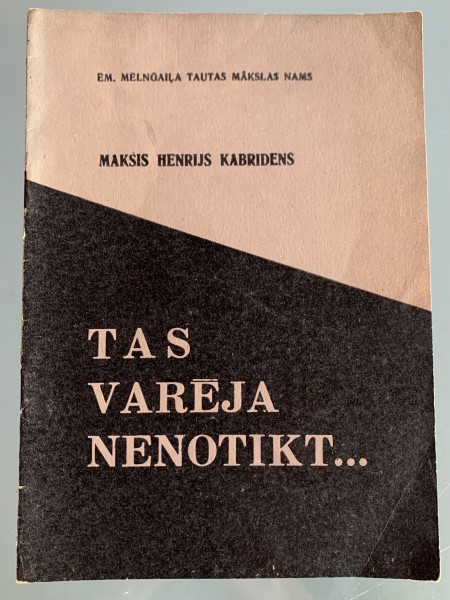 EM. MELNGAIĻA TAUTAS MĀKSLAS NAMS
MAKSIS HENRIJS KABRIDENS
TAS
VARĒJA
NENOTIKT...